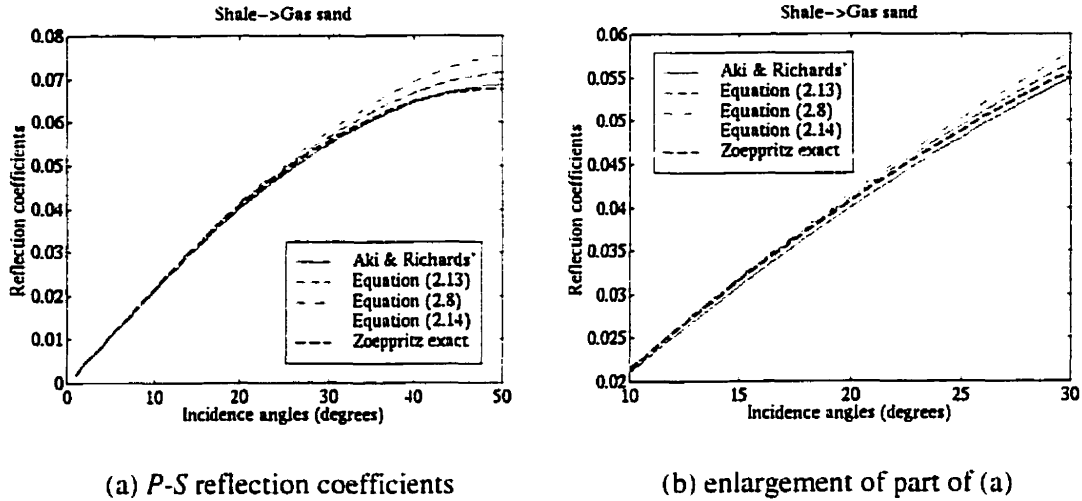 Shale->Gas sand
0.08
0.07
0.06
0.05
0.04
0.03
0.02
0.01
0
Reflection coefficients
Aki & Richards'
Equation (2.13)
Equation (2.8)
Equation (2.14)
Zoeppritz exact
0 10 20 30 40 50
Incidence angles (degrees)
(a) P-S reflection coefficients
Shale->Gas sand
0.06
0.055
0.05
0.045
0.04
0.035
0.03
0.025
0.02
Reflection coefficients
Aki & Richards'
Equation (2.13)
Equation (2.8)
Equation (2.14)
Zoeppritz exact
10 15 20 25 30
Incidence angles (degrees)
(b) enlargement of part of (a)